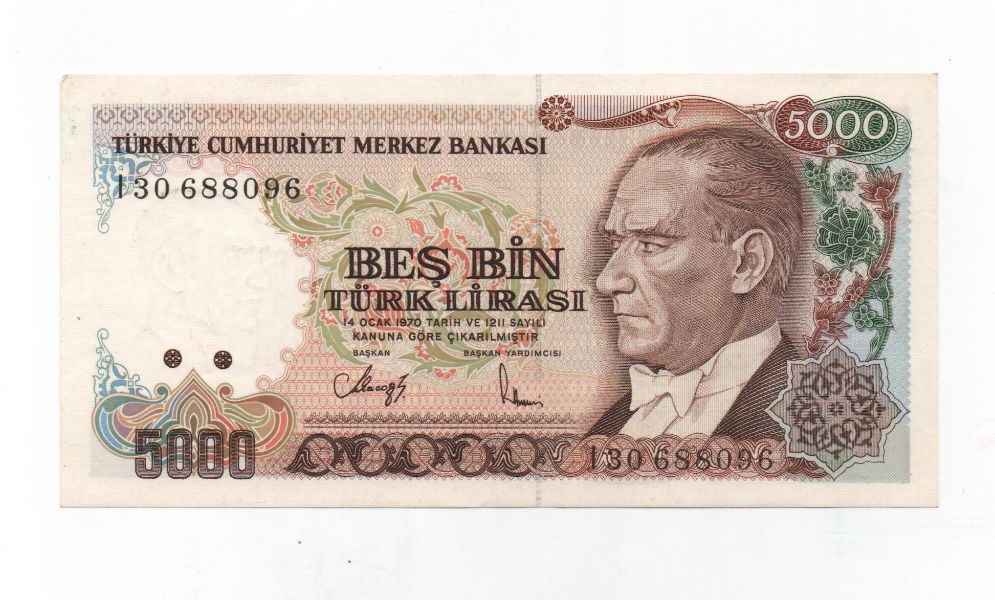 5000
TÜRKİYE CUMHURİYET MERKEZ BANKASI
I30 688096
BEŞ BİN
TÜRK LİRASI
14 OCAK 1970 TARİH VE 1211 SAYILI
KANUNA GÖRE ÇIKARILMIŞTIR
BAŞKAN BAŞKAN YARDIMCISI
5000
I30 688096